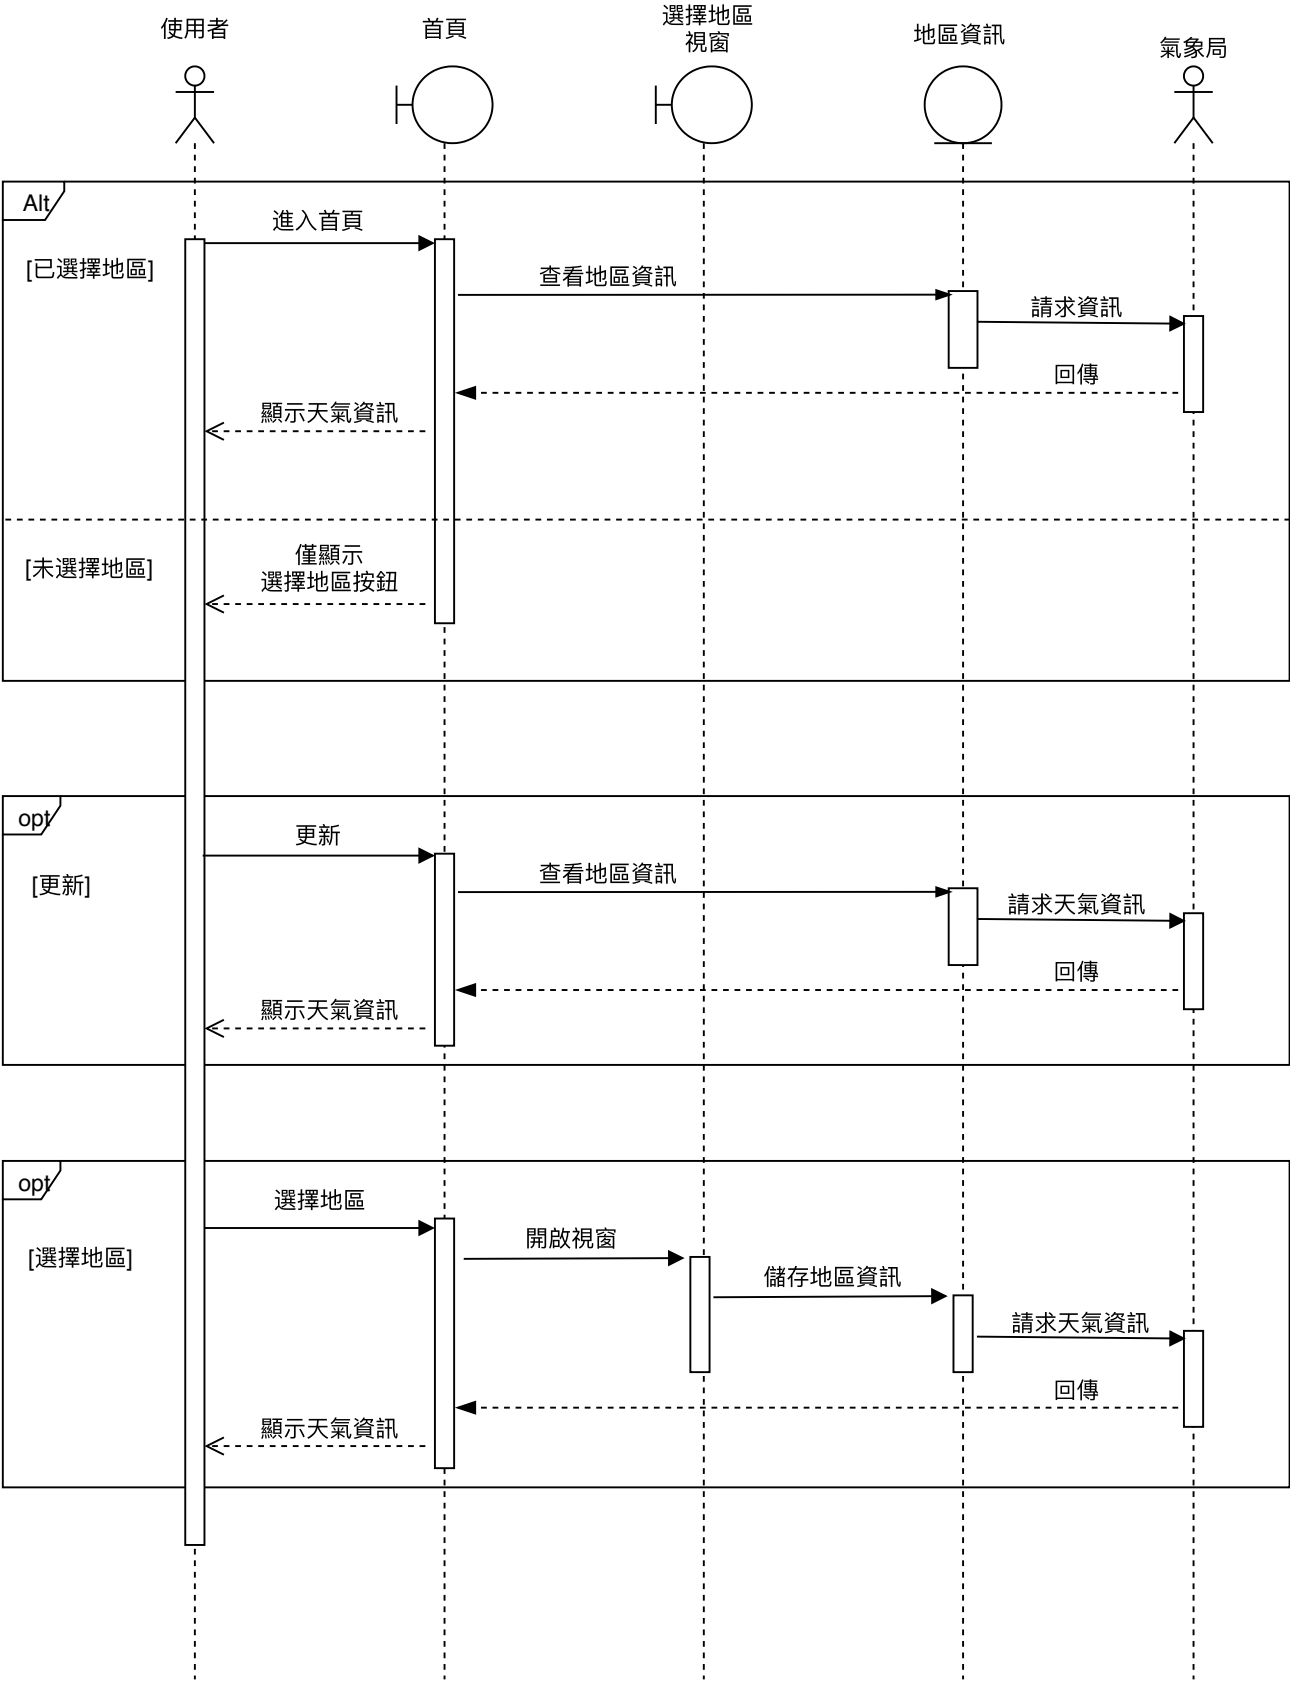 使用者
首頁
選擇地區
視窗
地區資訊
氣象局
Alt
進入首頁
[已選擇地區]
查看地區資訊
請求資訊
回傳
顯示天氣資訊
[未選擇地區]
僅顯示
選擇地區按鈕
opt
更新
[更新]
查看地區資訊
請求天氣資訊
回傳
顯示天氣資訊
opt
選擇地區
[選擇地區]
開啟視窗
儲存地區資訊
請求天氣資訊
回傳
顯示天氣資訊